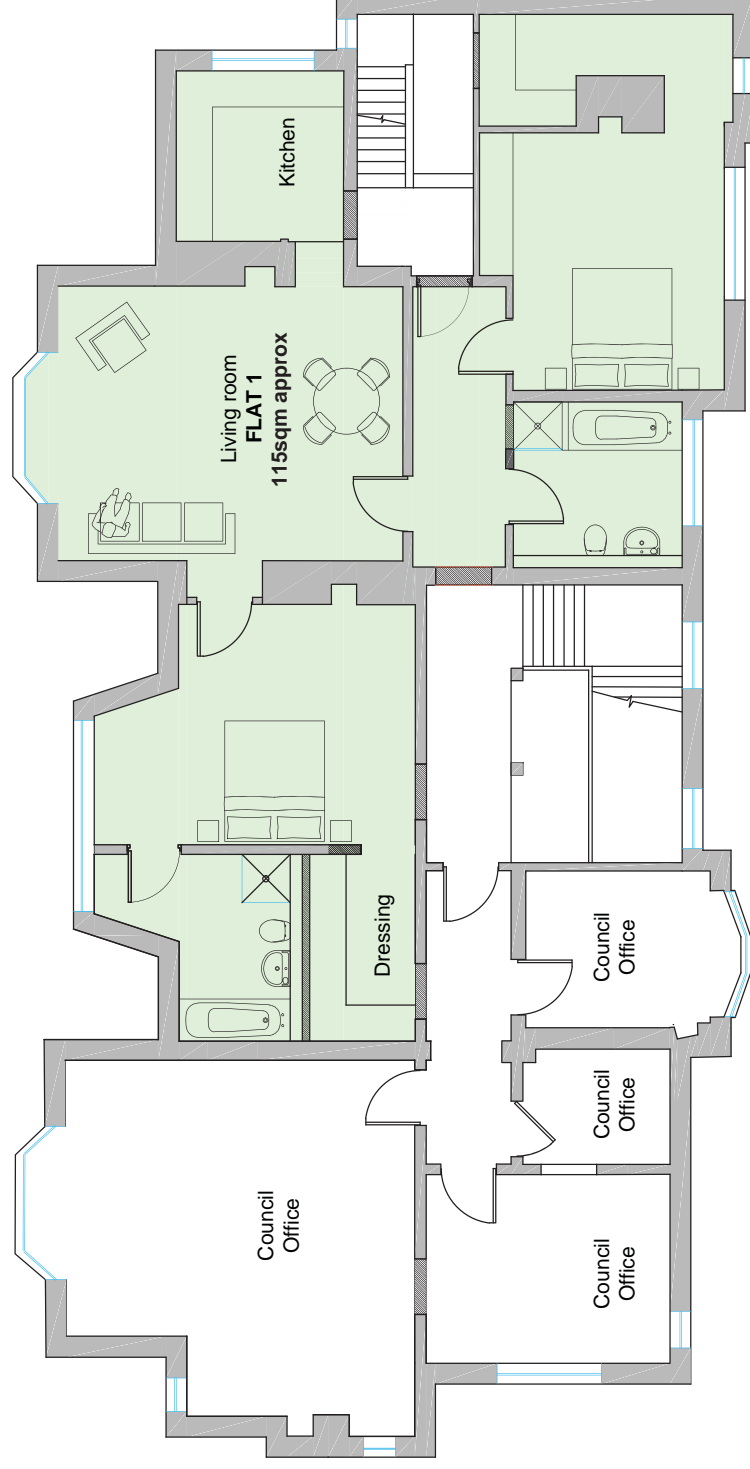 Kitchen
Living room
FLAT 1
115sqm approx
Dressing
Council
Office
Council
Office
Council
Office
Council
Office